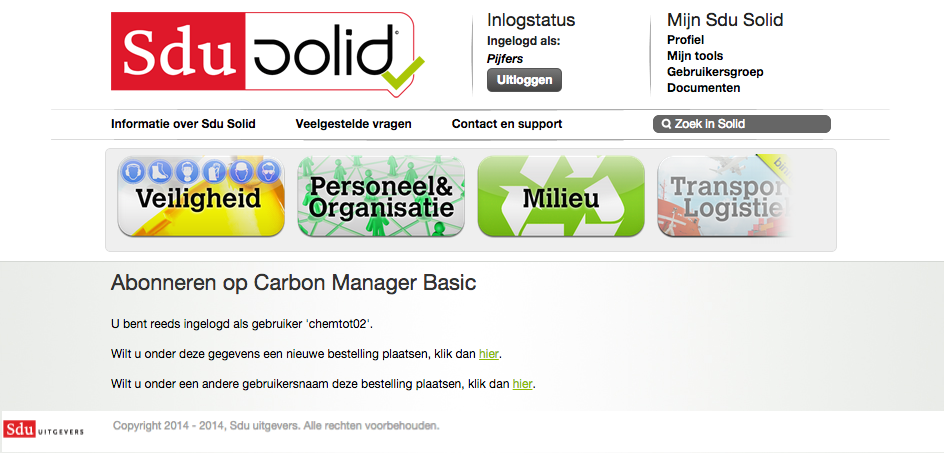 Sdu solid
Inlogstatus
Ingelogd als:
Pijfers
Uitloggen
Mijn Sdu Solid
Profiel
Mijn tools
Gebruikersgroep
Documenten
Informatie over Sdu Solid
Veelgestelde vragen
Contact en support
Zoek in Solid
Veiligheid
Personeel&
Organisatie
Milieu
Transpor
Logistie
Abonneren op Carbon Manager Basic
U bent reeds ingelogd als gebruiker 'chemtot02'.
Wilt u onder deze gegevens een nieuwe bestelling plaatsen, klik dan hier.
Wilt u onder een andere gebruikersnaam deze bestelling plaatsen, klik dan hier.
Sdu UITGEVERS
Copyright 2014 - 2014, Sdu uitgevers. Alle rechten voorbehouden.